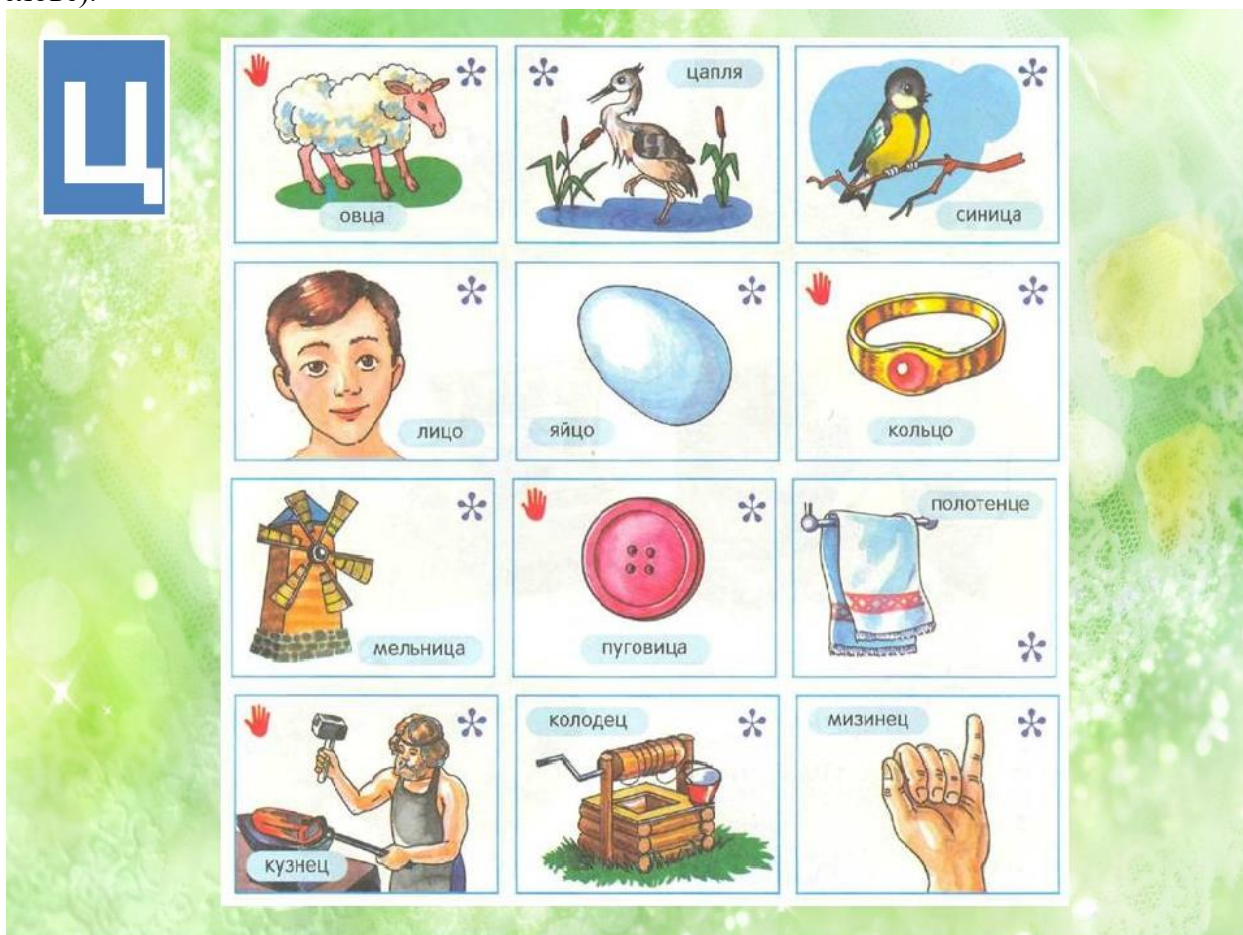 Ц
овца
цапля
синица
лицо
яйцо
кольцо
мельница
пуговица
полотенце
кузнец
колодец
мизинец